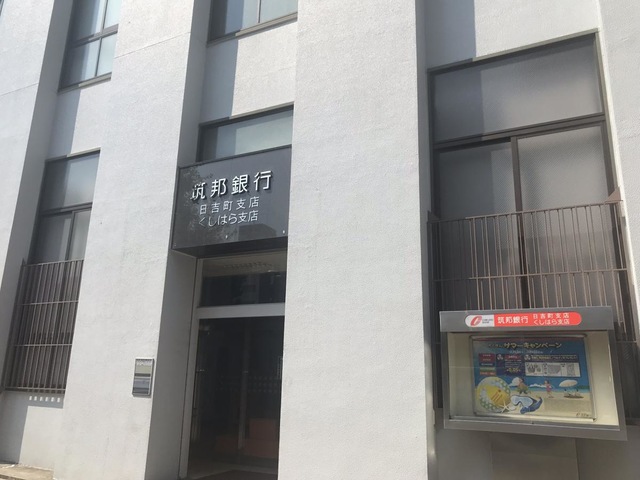 筑邦銀行
日吉町支店
くしはら支店
筑邦銀行
日吉町支店
くしはら支店
サマーキャンペーン